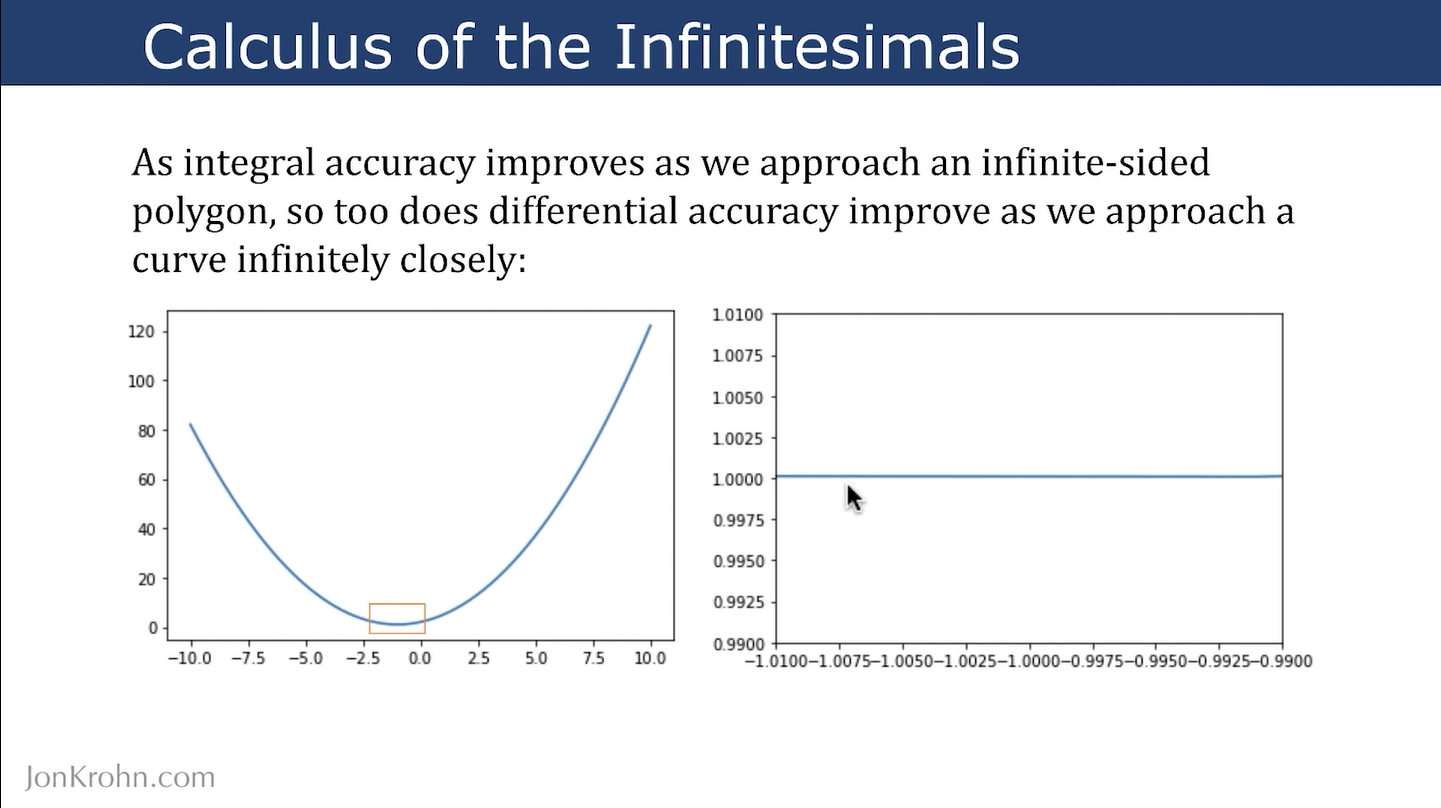 Calculus of the Infinitesimals
As integral accuracy improves as we approach an infinite-sided
polygon, so too does differential accuracy improve as we approach a
curve infinitely closely:
120
100
80
60
40
20
0
−10.0 −7.5 −5.0 −2.5 0.0 2.5 5.0 7.5 10.0
1.0100
1.0075
1.0050
1.0025
1.0000
0.9975
0.9950
0.9925
0.9900
−1.0100−1.0075−1.0050−1.0025−1.0000−0.9975−0.9950−0.9925−0.9900
JonKrohn.com